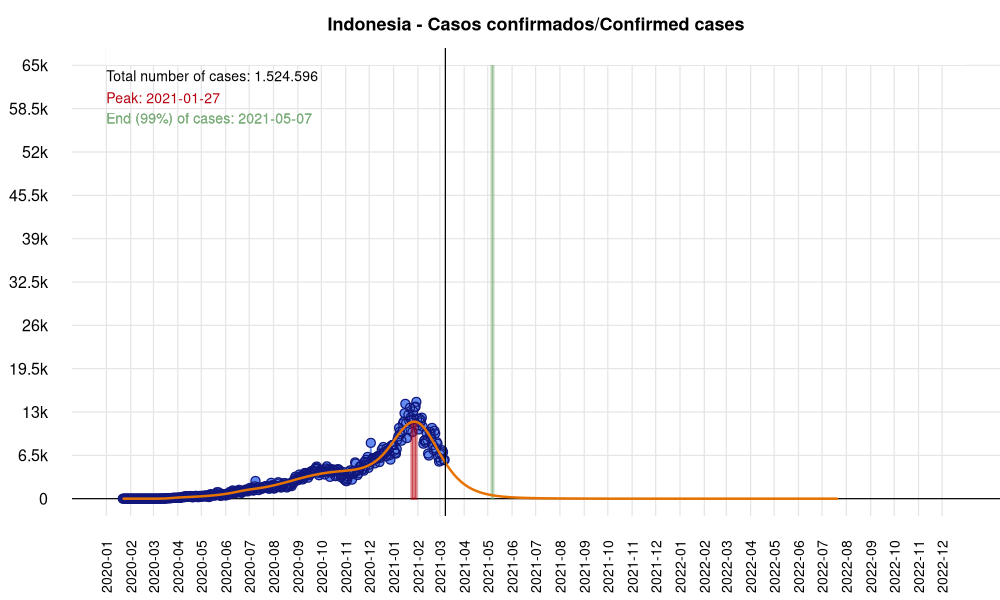 Indonesia - Casos confirmados/Confirmed cases
Total number of cases: 1.524.596
Peak: 2021-01-27
End (99%) of cases: 2021-05-07
65k
58.5k
52k
45.5k
39k
32.5k
26k
19.5k
13k
6.5k
0
2020-01
2020-02
2020-03
2020-04
2020-05
2020-06
2020-07
2020-08
2020-09
2020-10
2020-11
2020-12
2021-01
2021-02
2021-03
2021-04
2021-05
2021-06
2021-07
2021-08
2021-09
2021-10
2021-11
2021-12
2022-01
2022-02
2022-03
2022-04
2022-05
2022-06
2022-07
2022-08
2022-09
2022-10
2022-11
2022-12